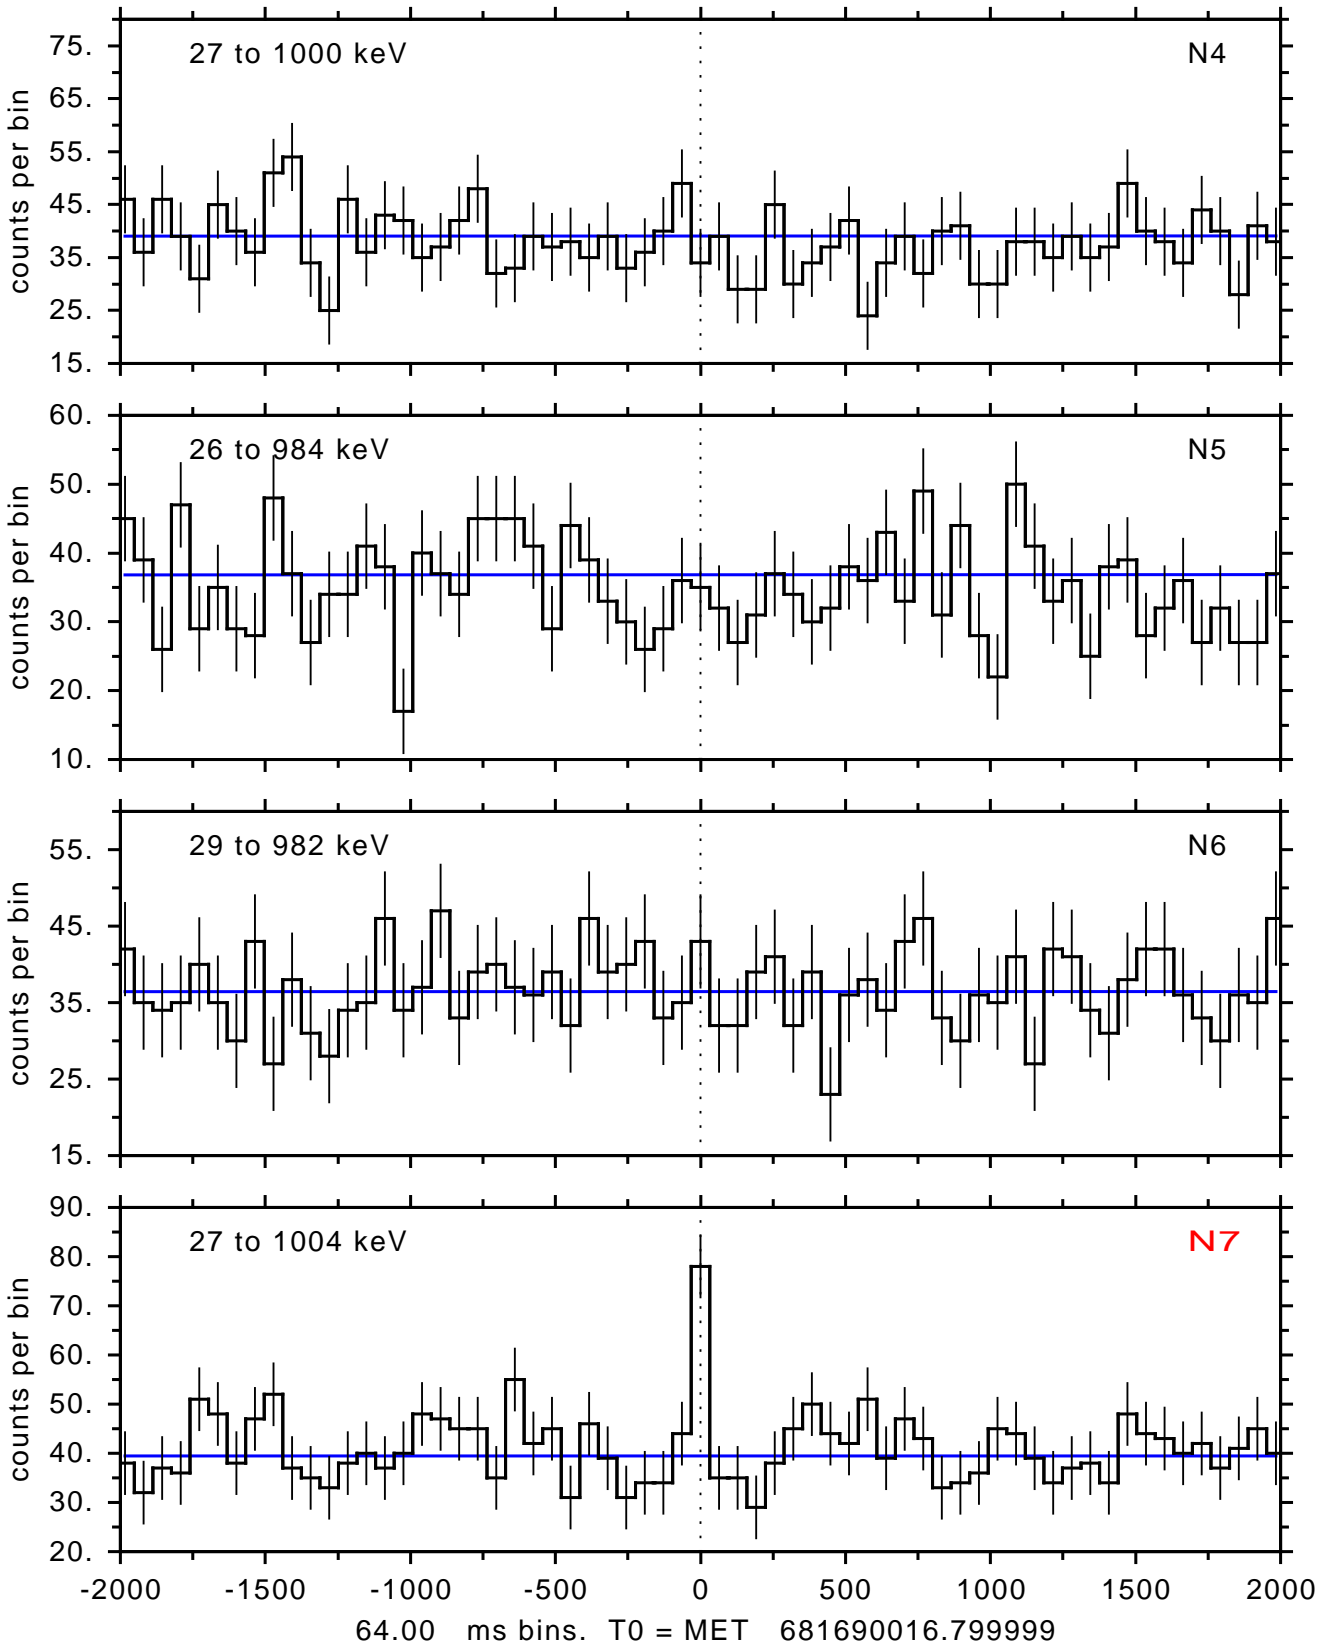 27 to 1000 keV N4
75.
65.
55.
45.
35.
25.
15.
counts per bin
26 to 984 keV N5
60.
50.
40.
30.
20.
10.
counts per bin
29 to 982 keV N6
55.
45.
35.
25.
15.
counts per bin
27 to 1004 keV N7
90.
80.
70.
60.
50.
40.
30.
20.
counts per bin
-2000 -1500 -1000 -500 0 500 1000 1500 2000
64.00 ms bins. T0 = MET 681690016.799999